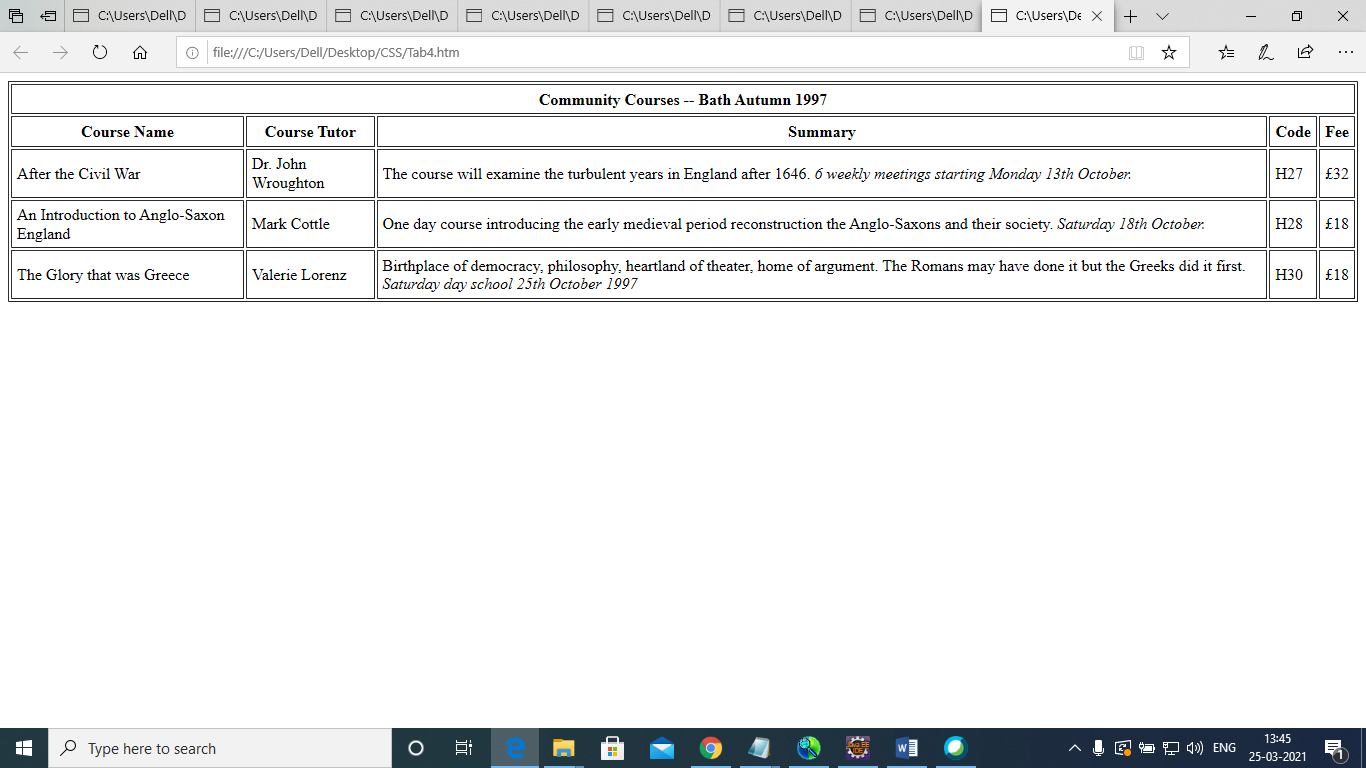 C:\Users\Dell\D C:\Users\Dell\D C:\Users\Dell\D C:\Users\Dell\D C:\Users\Dell\D C:\Users\Dell\D C:\Users\Dell\D C:\Users\De
file:///C:/Users/Dell/Desktop/CSS/Tab4.htm
Community Courses -- Bath Autumn 1997
Course Name Course Tutor Summary Code Fee
After the Civil War
Dr. John
Wroughton
The course will examine the turbulent years in England after 1646. 6 weekly meetings starting Monday 13th October.
H27 £32
An Introduction to Anglo-Saxon
England
Mark Cottle
One day course introducing the early medieval period reconstruction the Anglo-Saxons and their society. Saturday 18th October.
H28 £18
The Glory that was Greece
Valerie Lorenz
Birthplace of democracy, philosophy, heartland of theater, home of argument. The Romans may have done it but the Greeks did it first.
Saturday day school 25th October 1997
H30 £18
Type here to search
ENG
13:45
25-03-2021
1